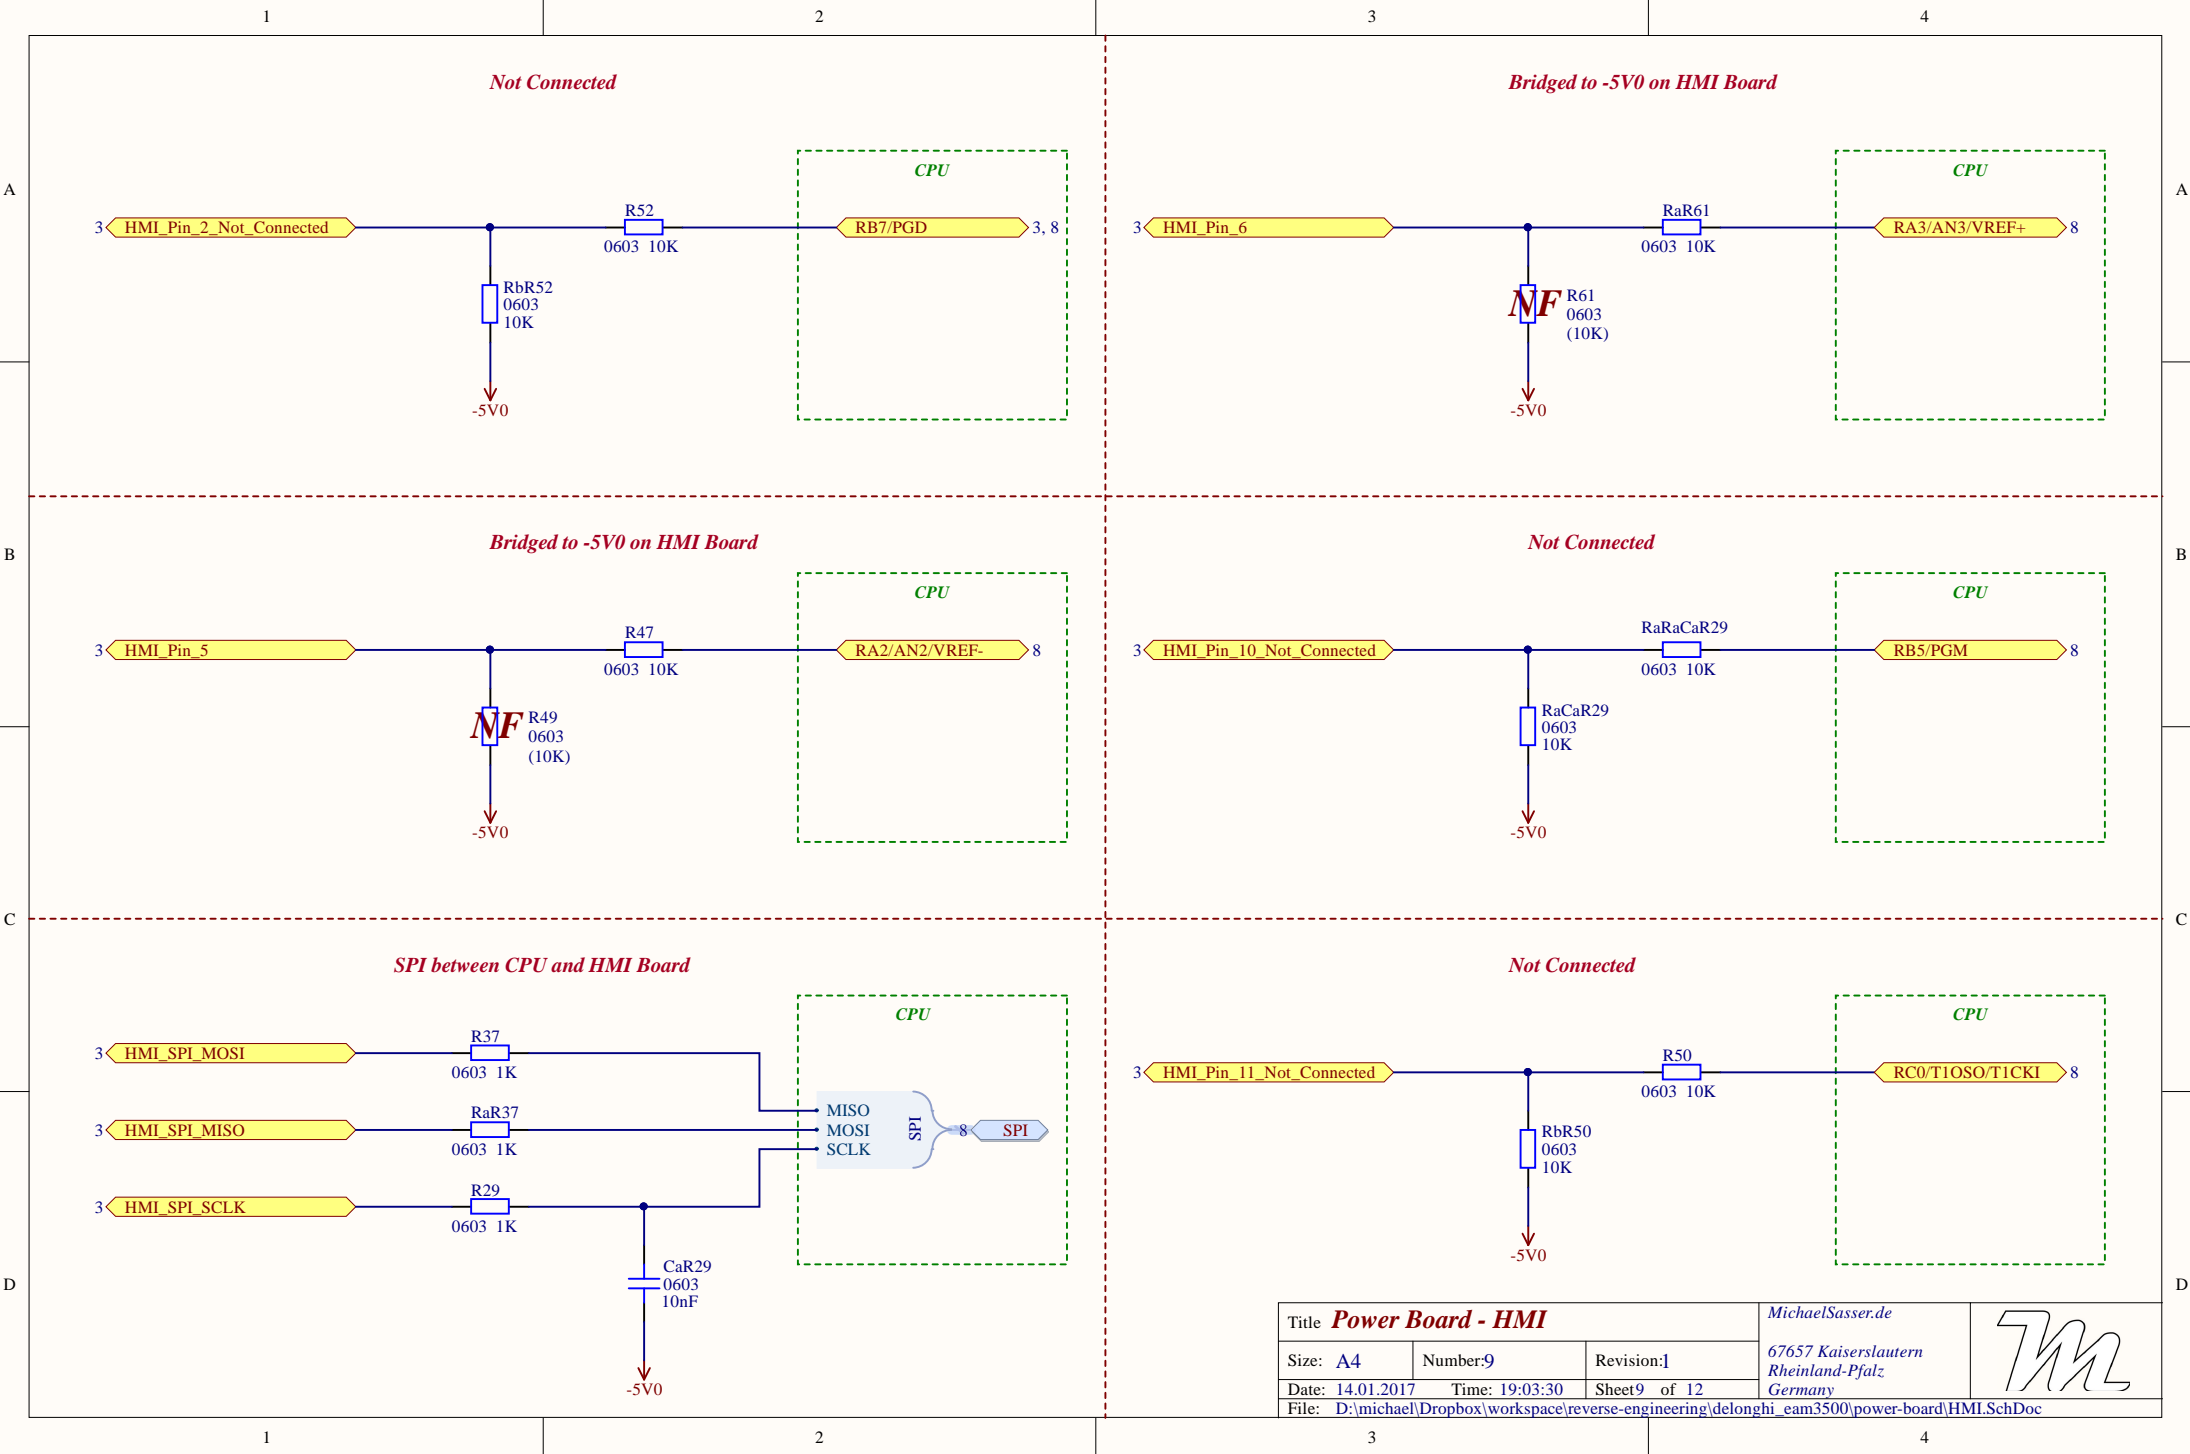 1 2 3 4
A A
B B
C C
D D
Not Connected
3 HMI_Pin_2_Not_Connected
R52
0603 10K
RbR52
0603
10K
-5V0
CPU
RB7/PGD 3, 8
Bridged to -5V0 on HMI Board
3 HMI_Pin_6
RaR61
0603 10K
NF
R61
0603
(10K)
-5V0
CPU
RA3/AN3/VREF+ 8
Bridged to -5V0 on HMI Board
3 HMI_Pin_5
R47
0603 10K
NF
R49
0603
(10K)
-5V0
CPU
RA2/AN2/VREF- 8
Not Connected
3 HMI_Pin_10_Not_Connected
RaRaCaR29
0603 10K
RaCaR29
0603
10K
-5V0
CPU
RB5/PGM 8
SPI between CPU and HMI Board
3 HMI_SPI_MOSI
R37
0603 1K
3 HMI_SPI_MISO
RaR37
0603 1K
3 HMI_SPI_SCLK
R29
0603 1K
CaR29
0603
10nF
-5V0
CPU
MISO
MOSI
SCLK
SPI
8 SPI
Not Connected
3 HMI_Pin_11_Not_Connected
R50
0603 10K
RbR50
0603
10K
-5V0
CPU
RC0/T1OSO/T1CKI 8
Title Power Board - HMI
Size: A4 Number:9 Revision:1
Date: 14.01.2017 Time: 19:03:30 Sheet9 of 12
File: D:\michael\Dropbox\workspace\reverse-engineering\delonghi_eam3500\power-board\HMI.SchDoc
MichaelSasser.de
67657 Kaiserslautern
Rheinland-Pfalz
Germany
1 2 3 4